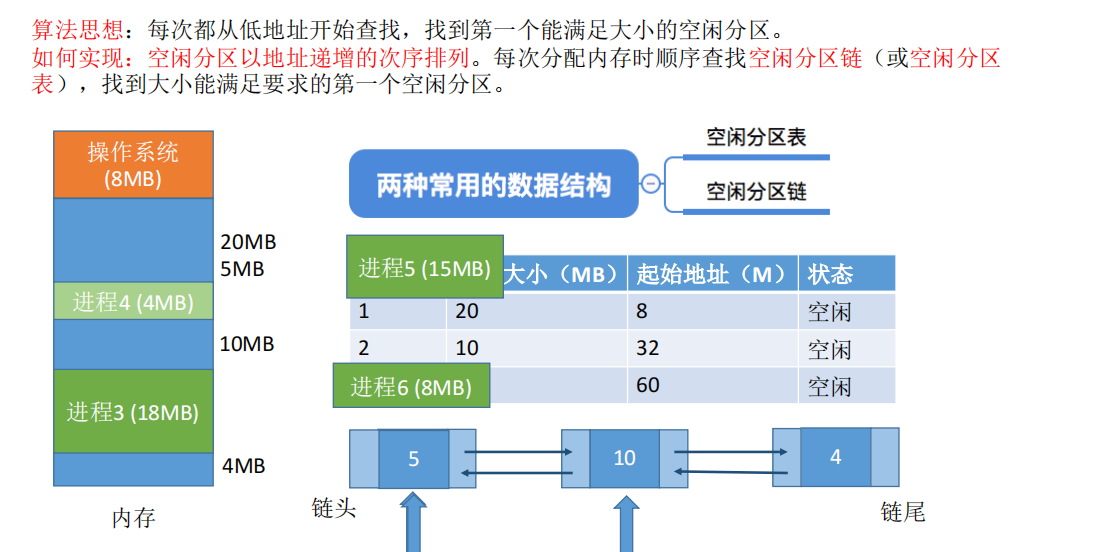 算法思想：每次都从低地址开始查找，找到第一个能满足大小的空闲分区。
如何实现：空闲分区以地址递增的次序排列。每次分配内存时顺序查找空闲分区链（或空闲分区
表），找到大小能满足要求的第一个空闲分区。
操作系统
(8MB)
20MB
5MB
进程4 (4MB)
10MB
进程3 (18MB)
4MB
内存
两种常用的数据结构
空闲分区表
空闲分区链
进程5 (15MB) 大小（MB） 起始地址（M） 状态
1 20 8 空闲
2 10 32 空闲
进程6 (8MB) 60 空闲
5 10 4
链头 链尾